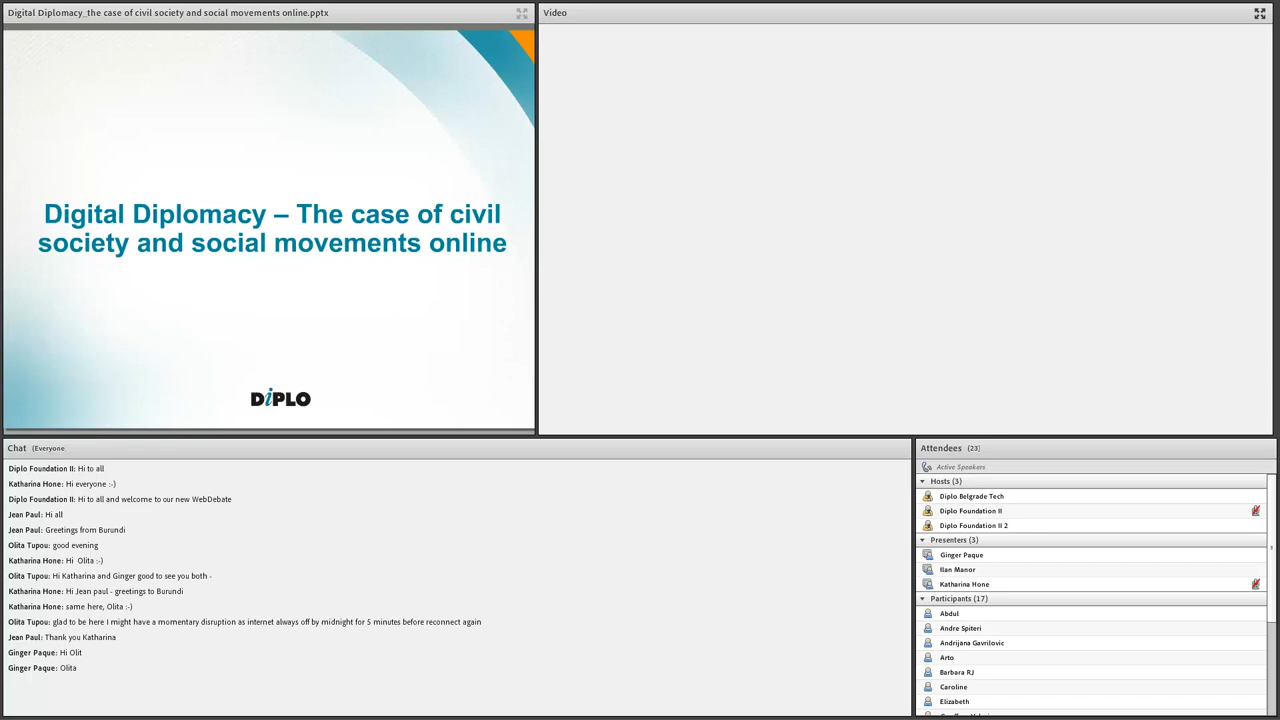 Digital Diplomacy_the case of civil society and social movements online.pptx
Video
Digital Diplomacy – The case of civil
society and social movements online
DiPLO
Chat (Everyone
Diplo Foundation II: Hi to all
Katharina Hone: Hi everyone :-)
Diplo Foundation II: Hi to all and welcome to our new WebDebate
Jean Paul: Hi all
Jean Paul: Greetings from Burundi
Olita Tupou: good evening
Katharina Hone: Hi Olita :-)
Olita Tupou: Hi Katharina and Ginger good to see you both -
Katharina Hone: Hi Jean paul - greetings to Burundi
Katharina Hone: same here, Olita :-)
Olita Tupou: glad to be here I might have a momentary disruption as internet always off by midnight for 5 minutes before reconnect again
Jean Paul: Thank you Katharina
Ginger Paque: Hi Olit
Ginger Paque: Olita
Attendees (23)
Active Speakers
Hosts (3)
Diplo Belgrade Tech
Diplo Foundation II
Diplo Foundation II 2
Presenters (3)
Ginger Paque
Ilan Manor
Katharina Hone
Participants (17)
Abdul
Andre Spiteri
Andrijana Gavrilovic
Arto
Barbara RJ
Caroline
Elizabeth